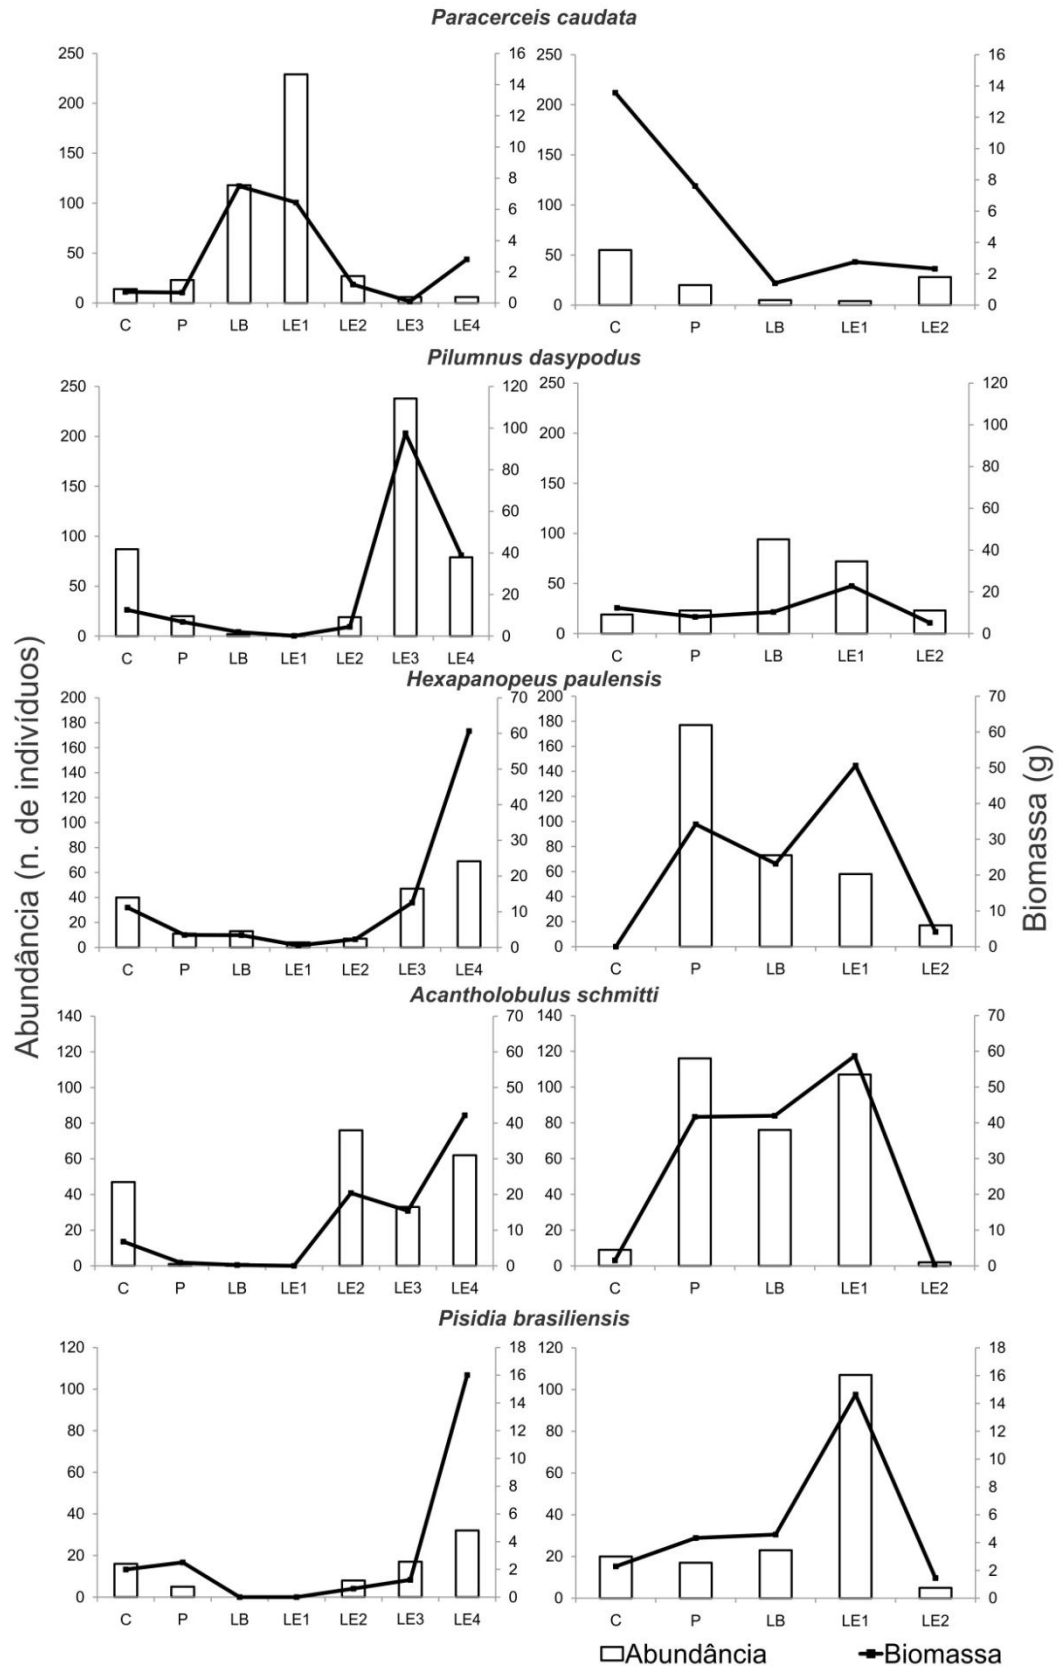 Paracerceis caudata
250 200 150 100 50 0
16 14 12 10 8 6 4 2 0
C P LB LE1 LE2 LE3 LE4
250 200 150 100 50 0
16 14 12 10 8 6 4 2 0
C P LB LE1 LE2
Pilumnus dasypodus
250 200 150 100 50 0
120 100 80 60 40 20 0
C P LB LE1 LE2 LE3 LE4
250 200 150 100 50 0
120 100 80 60 40 20 0
C P LB LE1 LE2
Hexapanopeus paulensis
200 180 160 140 120 100 80 60 40 20 0
70 60 50 40 30 20 10 0
C P LB LE1 LE2 LE3 LE4
200 180 160 140 120 100 80 60 40 20 0
70 60 50 40 30 20 10 0
C P LB LE1 LE2
Acantholobulus schmitti
140 120 100 80 60 40 20 0
70 60 50 40 30 20 10 0
C P LB LE1 LE2 LE3 LE4
140 120 100 80 60 40 20 0
70 60 50 40 30 20 10 0
C P LB LE1 LE2
Pisidia brasiliensis
120 100 80 60 40 20 0
18 16 14 12 10 8 6 4 2 0
C P LB LE1 LE2 LE3 LE4
120 100 80 60 40 20 0
18 16 14 12 10 8 6 4 2 0
C P LB LE1 LE2
Abundância (n. de indivíduos)
Biomassa (g)
Abundância Biomassa